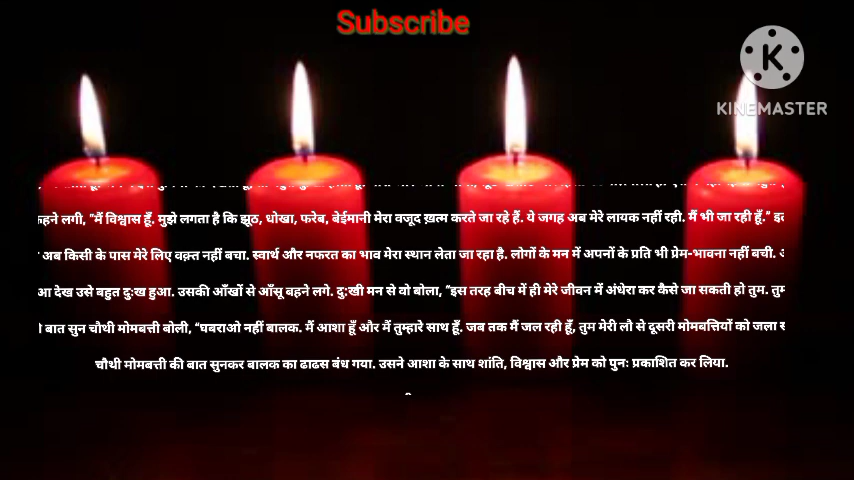 Subscribe
KINEMASTER
लगी, "मैं विश्वास हूँ. मुझे लगता है कि झूठ, धोखा, फरेब, बेईमानी मेरा वजूद ख़त्म करते जा रहे हैं. ये जगह अब मेरे लायक नहीं रही. मैं भी जा रही हूँ."
अब किसी के पास मेरे लिए वक़्त नहीं बचा. स्वार्थ और नफरत का भाव मेरा स्थान लेता जा रहा है. लोगों के मन में अपनों के प्रति भी प्रेम-भावना नहीं बची.
आ देख उसे बहुत दुःख हुआ. उसकी आँखों से आँसू बहने लगे. दु:खी मन से वो बोला, "इस तरह बीच में ही मेरे जीवन में अंधेरा कर कैसे जा सकती हो तुम. तुम
बात सुन चौथी मोमबत्ती बोली, "घबराओ नहीं बालक. मैं आशा हूँ और मैं तुम्हारे साथ हूँ. जब तक मैं जल रही हूँ, तुम मेरी लौ से दूसरी मोमबत्तियों को जला
चौथी मोमबत्ती की बात सुनकर बालक का ढाढस बंध गया. उसने आशा के साथ शांति, विश्वास और प्रेम को पुनः प्रकाशित कर लिया.